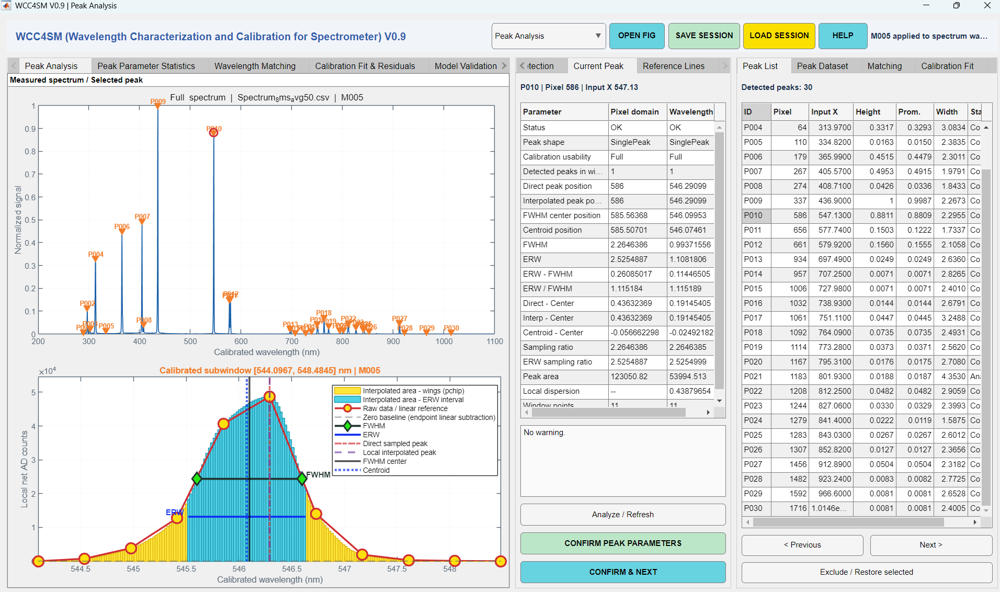 WCC4SM V0.9 | Peak Analysis
WCC4SM (Wavelength Characterization and Calibration for Spectrometer) V0.9
Peak Analysis
OPEN FIG
SAVE SESSION
LOAD SESSION
HELP
M005 applied to spectrum wa...
Peak Analysis
Peak Parameter Statistics
Wavelength Matching
Calibration Fit & Residuals
Model Validation
Measured spectrum / Selected peak
Full spectrum | Spectrum8msavg50.csv | M005
Normalized signal
1
0.9
0.8
0.7
0.6
0.5
0.4
0.3
0.2
0.1
0
200 300 400 500 600 700 800 900 1000 1100
Calibrated wavelength (nm)
P009
P010
P007
P006
P004
P002
P005
P008
P012
P013
P018
P022
P027
P028
P029
P030
Calibrated subwindow [544.0967, 548.4845] nm | M005
×10⁴
Local net AD counts
5
4
3
2
1
544.5 545 545.5 546 546.5 547 547.5 548
Calibrated wavelength (nm)
FWHM
ERW
Interpolated area - wings (pchip)
Interpolated area - ERW interval
Raw data / linear reference
Zero baseline (endpoint linear subtraction)
FWHM
ERW
Direct sampled peak
Local interpolated peak
FWHM center
Centroid
tection
Current Peak
Reference Lines
P010 | Pixel 586 | Input X 547.13
Parameter Pixel domain Wavelength
Status OK OK
Peak shape SinglePeak SinglePeak
Calibration usability Full Full
Detected peaks in wi... 1 1
Direct peak position 586 546.29099
Interpolated peak po... 586 546.29099
FWHM center position 585.56368 546.09953
Centroid position 585.50701 546.07461
FWHM 2.2646386 0.99371556
ERW 2.5254887 1.1081806
ERW - FWHM 0.26085017 0.11446505
ERW / FWHM 1.115184 1.115189
Direct - Center 0.43632369 0.19145405
Interp - Center 0.43632369 0.19145405
Centroid - Center -0.056662298 -0.02492182
Sampling ratio 2.2646386 2.2646385
ERW sampling ratio 2.5254887 2.5254999
Peak area 123050.82 53994.513
Local dispersion -- 0.43879654
Window points 11 11
No warning.
Analyze / Refresh
CONFIRM PEAK PARAMETERS
CONFIRM & NEXT
Peak List
Peak Dataset
Matching
Calibration Fit
Detected peaks: 30
ID Pixel Input X Height Prom. Width Sta
P004 64 313.9700 0.3317 0.3293 3.0834 Co
P005 110 334.8200 0.0163 0.0150 2.3835 Co
P006 179 365.9900 0.4515 0.4479 2.3011 Co
P007 267 405.5700 0.4953 0.4915 1.9791 Co
P008 274 408.7100 0.0426 0.0336 1.8433 Co
P009 337 436.9000 1 0.9987 2.2673 Co
P010 586 547.1300 0.8811 0.8809 2.2955 Co
P011 656 577.7400 0.1503 0.1222 1.7337 Co
P012 661 579.9200 0.1560 0.1555 2.1058 Co
P013 934 697.4900 0.0249 0.0249 2.6360 Co
P014 957 707.2500 0.0071 0.0071 2.8265 Co
P015 1006 727.9800 0.0071 0.0071 2.4010 Co
P016 1032 738.9300 0.0144 0.0144 2.6791 Co
P017 1061 751.1100 0.0447 0.0445 3.2488 Co
P018 1092 764.0900 0.0735 0.0735 2.4931 Co
P019 1114 773.2800 0.0373 0.0371 2.5620 Co
P020 1167 795.3100 0.0176 0.0175 2.7080 Co
P021 1183 801.9300 0.0188 0.0187 4.3530 An
P022 1208 812.2500 0.0482 0.0482 2.9059 Co
P023 1244 827.0600 0.0330 0.0329 2.3993 Co
P024 1279 841.4000 0.0222 0.0119 1.5875 Co
P025 1283 843.0300 0.0267 0.0267 2.6012 Co
P026 1307 852.8200 0.0127 0.0127 2.3656 Co
P027 1456 912.8900 0.0504 0.0504 2.3182 Co
P028 1482 923.2400 0.0083 0.0082 2.7725 Co
P029 1592 966.6000 0.0081 0.0081 2.6528 Co
P030 1716 1.0146e... 0.0081 0.0081 2.4005 Co
< Previous
Next >
Exclude / Restore selected